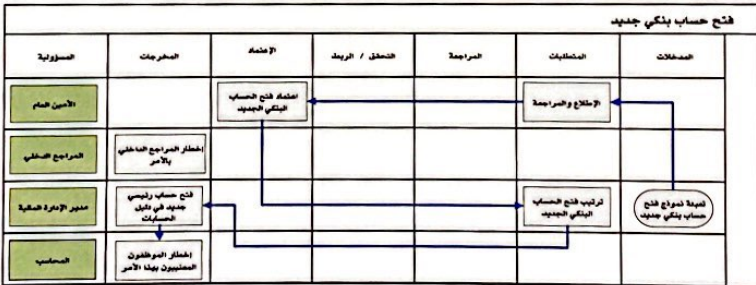 فتح حساب بنكي جديد
المدخلات
المتطلبات
المراجعة
التحقق / الربط
الإعتماد
المخرجات
المسؤولية
الإطلاع والمراجعة
اعتماد فتح الحساب
البنكي الجديد
الأمين العام
إخطار المراجع الداخلي
بالأمر
المراجع الداخلي
تعبئة نموذج فتح
حساب بنكي جديد
ترتيب فتح الحساب
البنكي الجديد
فتح حساب رئيسي
جديد في دليل
الحسابات
مدير الإدارة المالية
إخطار الموظفون
المعنييون بهذا الأمر
المحاسب